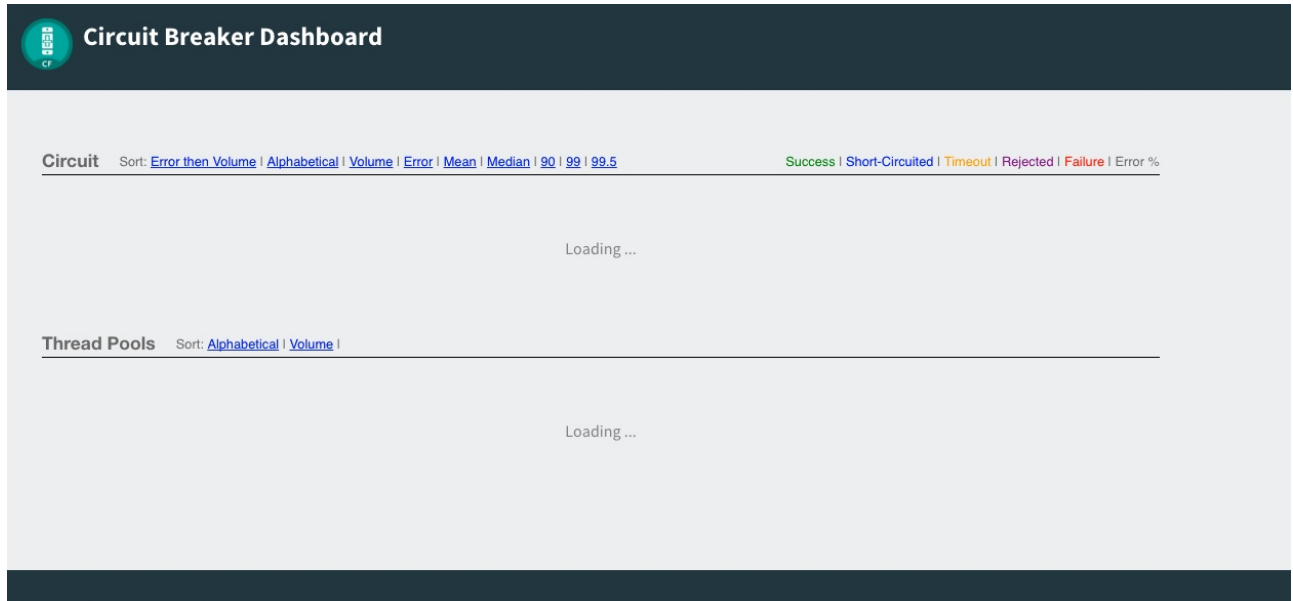 Circuit Breaker Dashboard
CF
Circuit Sort: Error then Volume | Alphabetical | Volume | Error | Mean | Median | 90 | 99 | 99.5 Success | Short-Circuited | Timeout | Rejected | Failure | Error %
Loading ...
Thread Pools Sort: Alphabetical | Volume |
Loading ...